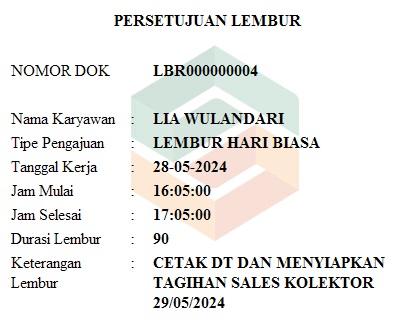 PERSETUJUAN LEMBUR
NOMOR DOK LBR000000004
Nama Karyawan : LIA WULANDARI
Tipe Pengajuan : LEMBUR HARI BIASA
Tanggal Kerja : 28-05-2024
Jam Mulai : 16:05:00
Jam Selesai : 17:05:00
Durasi Lembur : 90
Keterangan : CETAK DT DAN MENYIAPKAN
Lembur TAGIHAN SALES KOLEKTOR
29/05/2024